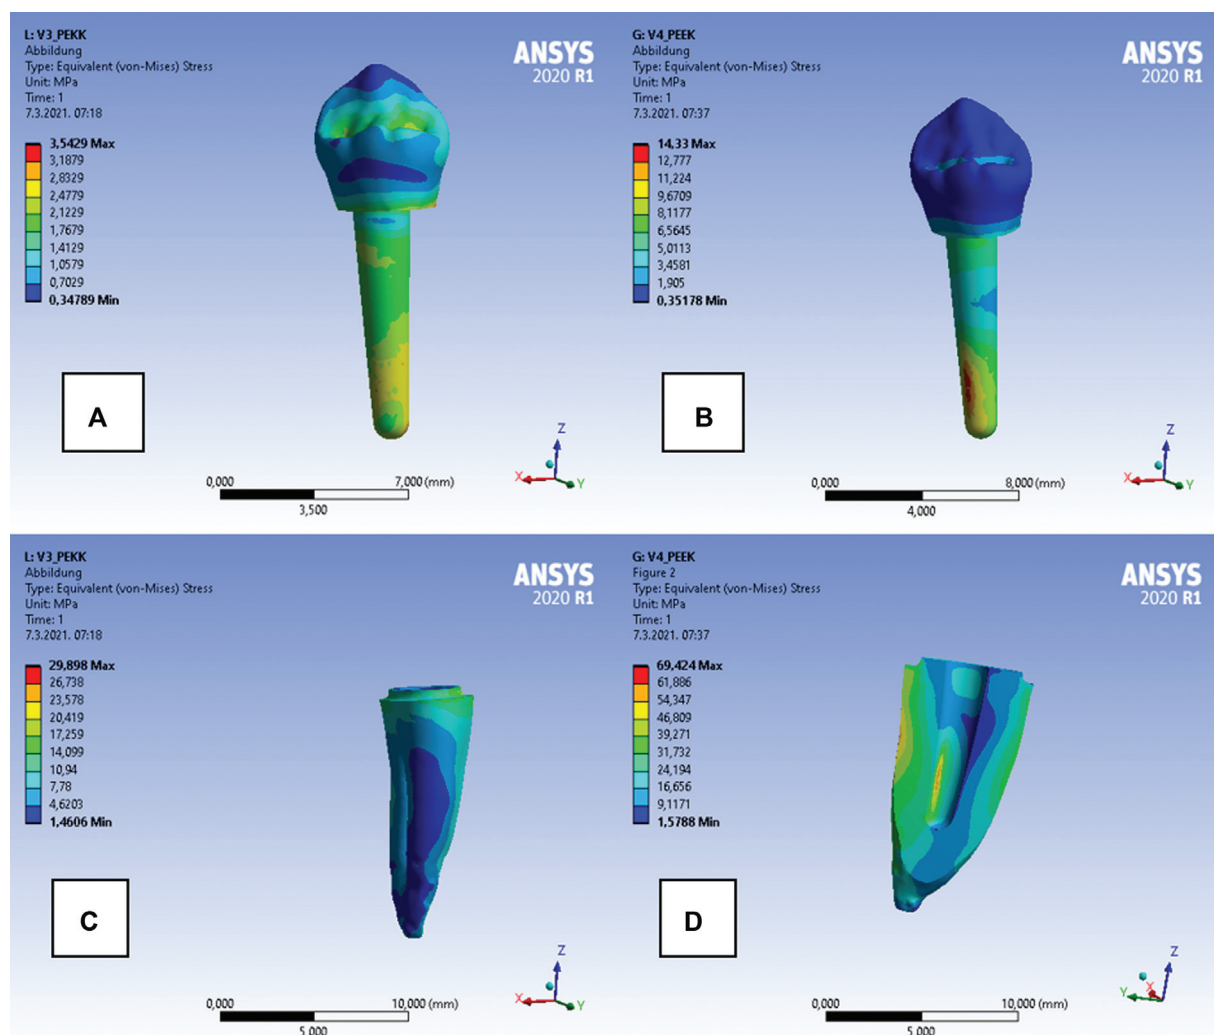 L: V3_PEKK
Abbildung
Type: Equivalent (von-Mises) Stress
Unit: MPa
Time: 1
7.3.2021. 07:18
ANSYS
2020 R1
3,5429 Max
3,1879
2,8329
2,4779
2,1229
1,7679
1,4129
1,0579
0,7029
0,34789 Min
A
Z
X
Y
0,000
7,000 (mm)
3,500
G: V4_PEEK
Abbildung
Type: Equivalent (von-Mises) Stress
Unit: MPa
Time: 1
7.3.2021. 07:37
ANSYS
2020 R1
14,33 Max
12,777
11,224
9,6709
8,1177
6,5645
5,0113
3,4581
1,905
0,35178 Min
B
Z
X
Y
0,000
8,000 (mm)
4,000
L: V3_PEKK
Abbildung
Type: Equivalent (von-Mises) Stress
Unit: MPa
Time: 1
7.3.2021. 07:18
ANSYS
2020 R1
29,898 Max
26,738
23,578
20,419
17,259
14,099
10,94
7,78
4,6203
1,4606 Min
C
Z
X
Y
0,000
10,000 (mm)
5,000
G: V4_PEEK
Figure 2
Type: Equivalent (von-Mises) Stress
Unit: MPa
Time: 1
7.3.2021. 07:37
ANSYS
2020 R1
69,424 Max
61,886
54,347
46,809
39,271
31,732
24,194
16,656
9,1171
1,5788 Min
D
Z
X
Y
0,000
10,000 (mm)
5,000